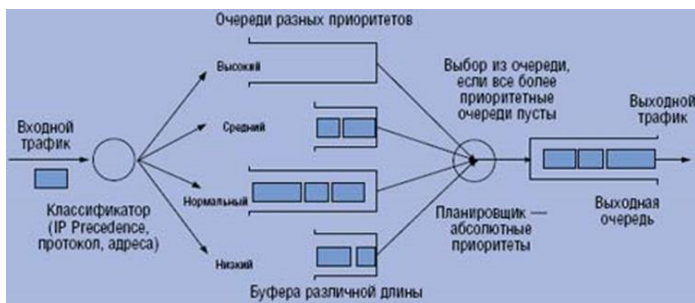 Очереди разных приоритетов
Высокий
Выбор из очереди,
если все более
приоритетные
очереди пусты
Выходной
трафик
Входной
трафик
Средний
Классификатор
(IP Precedence,
протокол, адреса)
Нормальный
Планировщик —
абсолютные
приоритеты
Выходная
очередь
Низкий
Буфера различной длины